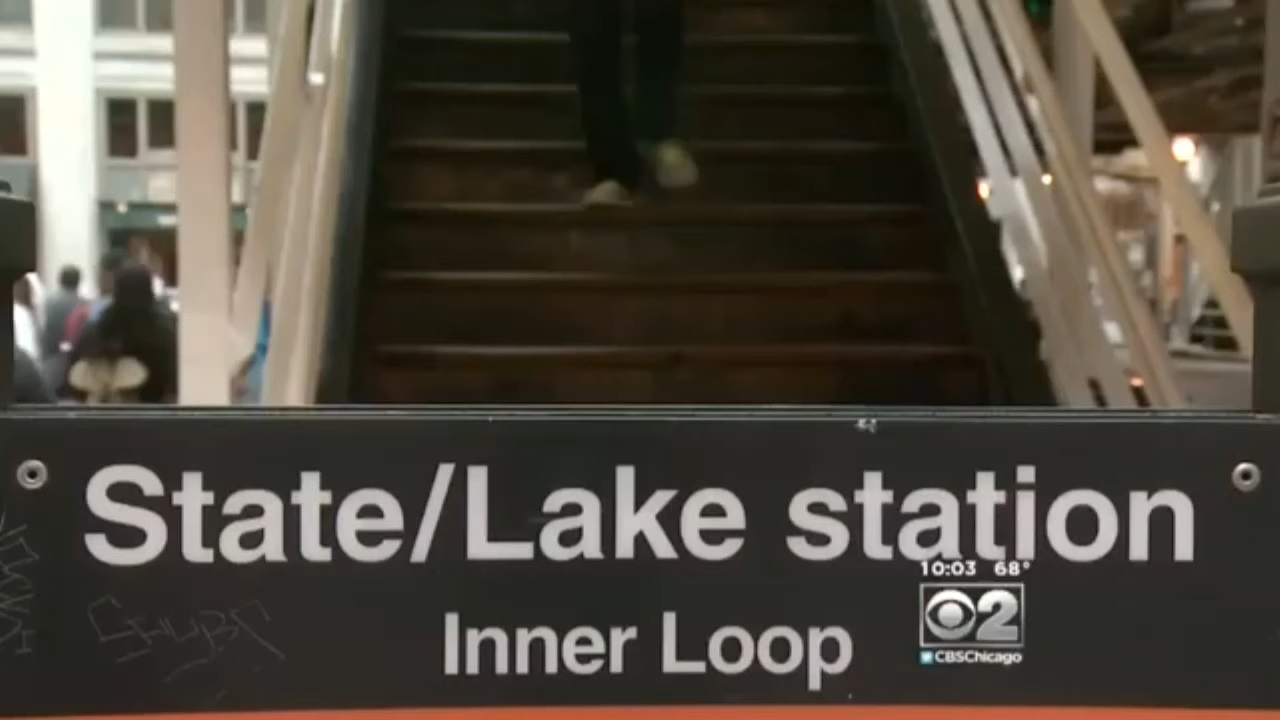 State/Lake station
10:03 68°
2
Inner Loop
CBSChicago